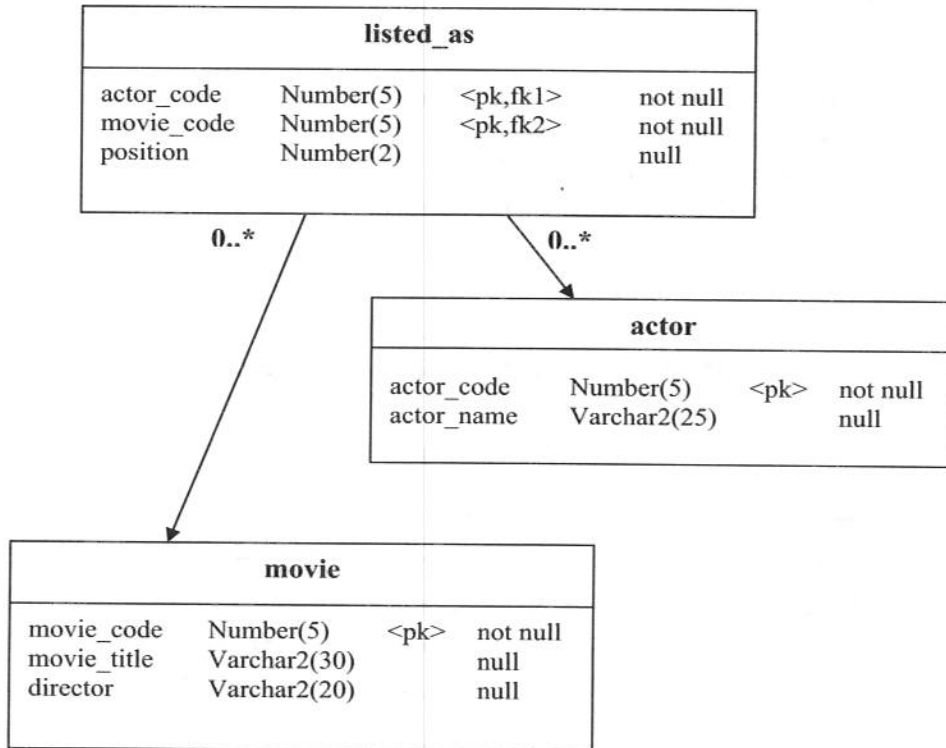 listed_as
actor_code Number(5) <pk,fk1> not null
movie_code Number(5) <pk,fk2> not null
position Number(2) null
0..* 0..*
actor
actor_code Number(5) <pk> not null
actor_name Varchar2(25) null
movie
movie_code Number(5) <pk> not null
movie_title Varchar2(30) null
director Varchar2(20) null